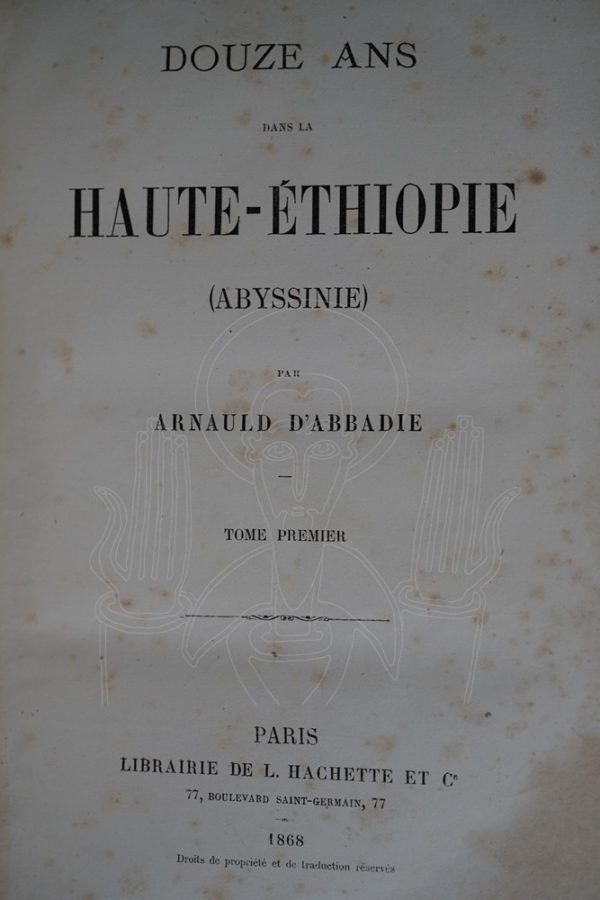 DOUZE ANS
DANS LA
HAUTE-ÉTHIOPIE
(ABYSSINIE)
PAR
ARNAULD D'ABBADIE
TOME PREMIER
PARIS
LIBRAIRIE DE L. HACHETTE ET Cᵉ
77, BOULEVARD SAINT-GERMAIN, 77
1868
Droits de propriété et de traduction réservés